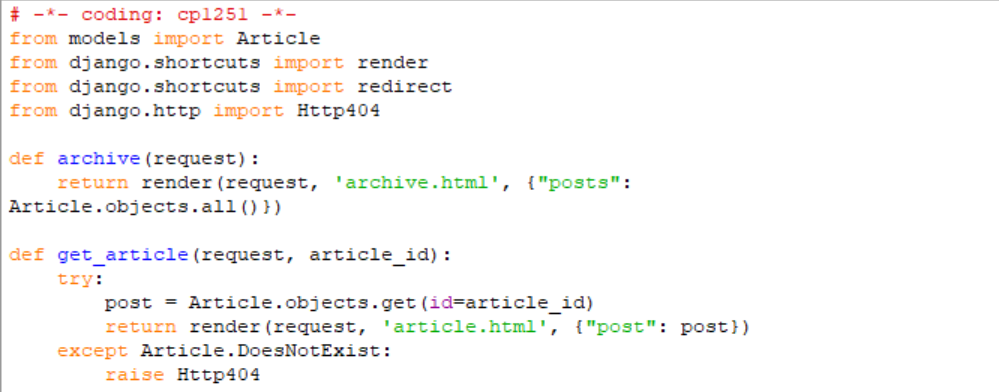 # -*- coding: cp1251 -*-
from models import Article
from django.shortcuts import render
from django.shortcuts import redirect
from django.http import Http404

def archive(request):
    return render(request, 'archive.html', {"posts":
Article.objects.all()})

def get_article(request, article_id):
    try:
        post = Article.objects.get(id=article_id)
        return render(request, 'article.html', {"post": post})
    except Article.DoesNotExist:
        raise Http404